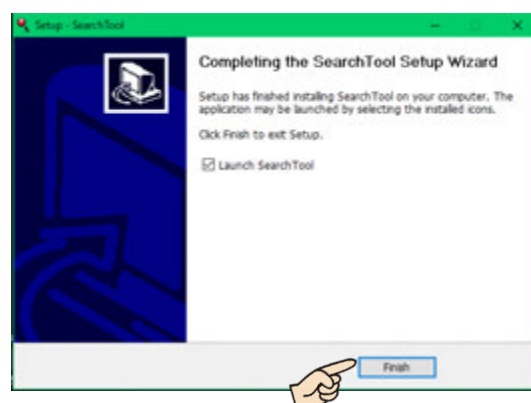 Setup - SearchTool
Completing the SearchTool Setup Wizard
Setup has finished installing SearchTool on your computer. The
application may be launched by selecting the installed icons.
Click Finish to exit Setup.
Launch SearchTool
Finish